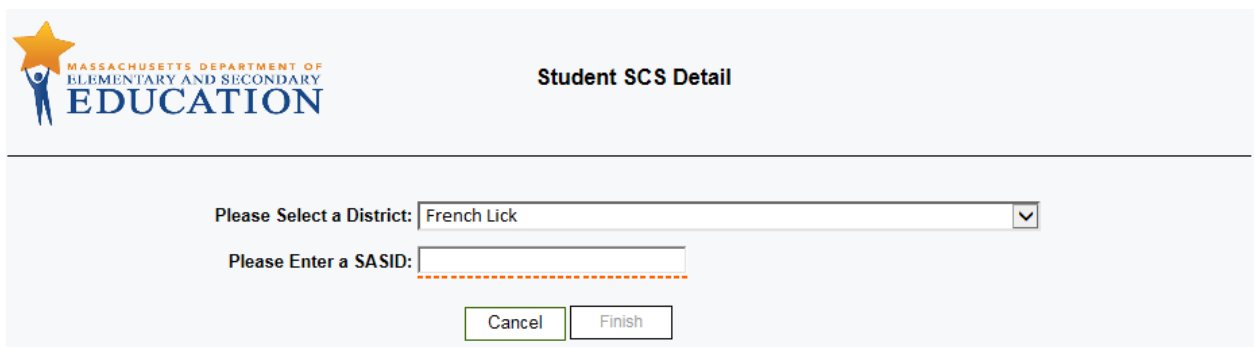 MASSACHUSETTS DEPARTMENT OF
ELEMENTARY AND SECONDARY
EDUCATION
Student SCS Detail
Please Select a District: French Lick
Please Enter a SASID:
Cancel Finish